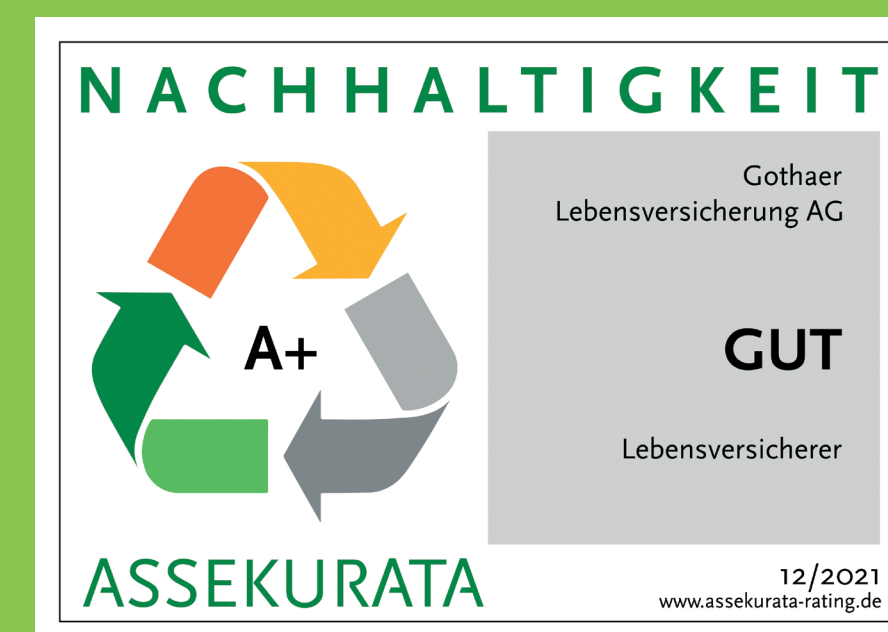 NACHHALTIGKEIT
Gothaer
Lebensversicherung AG
A+
GUT
Lebensversicherer
ASSEKURATA
12/2021
www.assekurata-rating.de